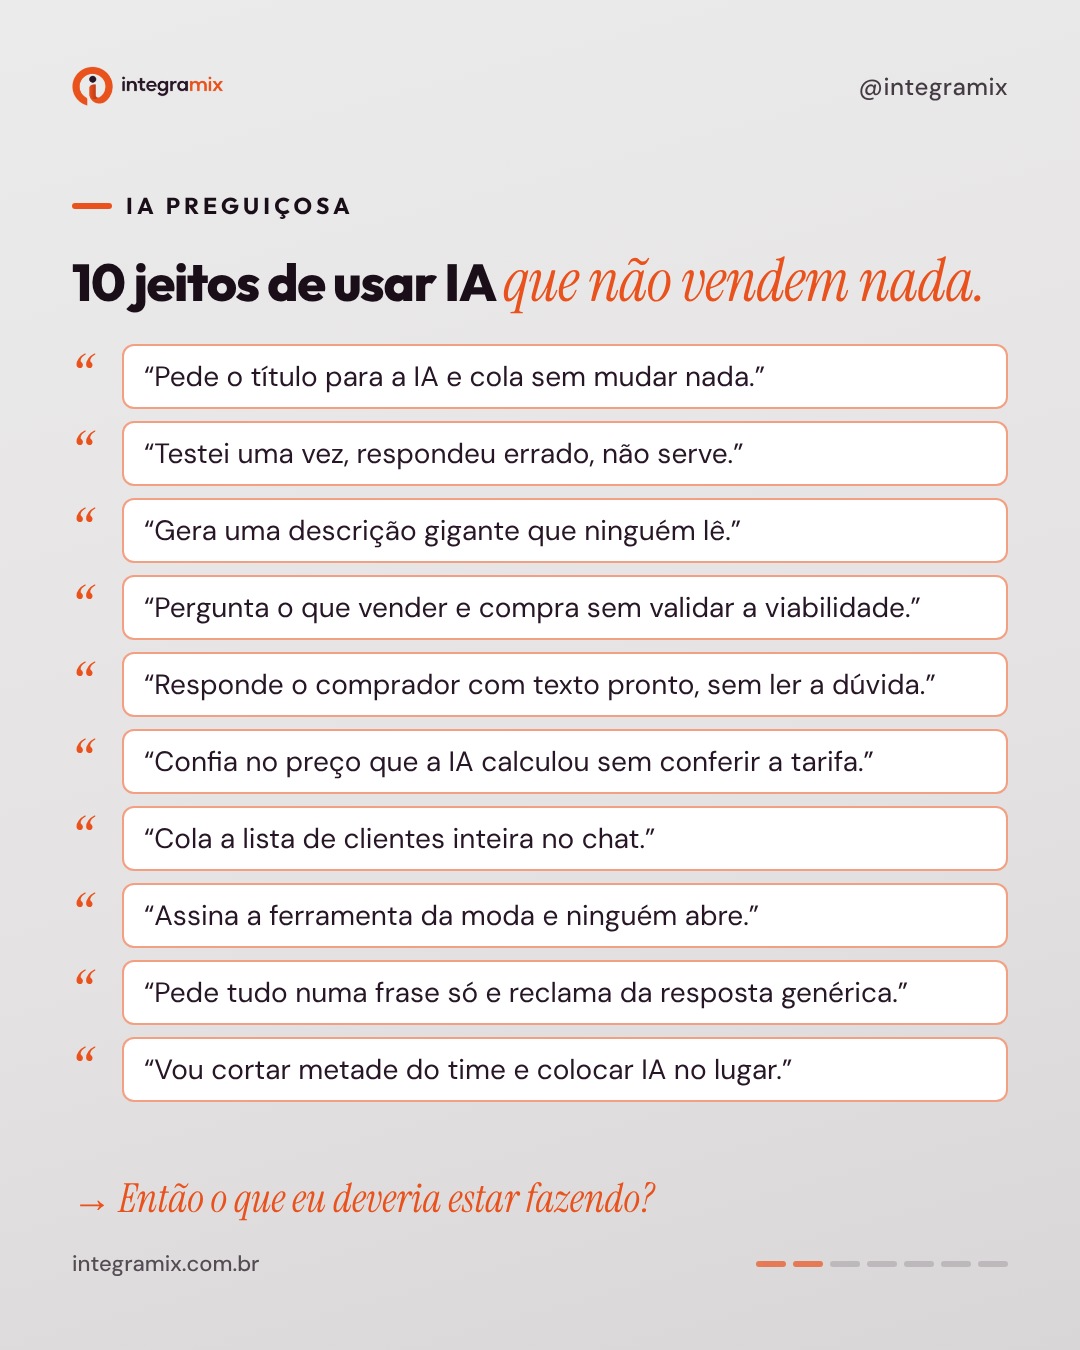 integramix
@integramix
IA PREGUIÇOSA
10 jeitos de usar IA que não vendem nada.
“
“Pede o título para a IA e cola sem mudar nada.”
“
“Testei uma vez, respondeu errado, não serve.”
“
“Gera uma descrição gigante que ninguém lê.”
“
“Pergunta o que vender e compra sem validar a viabilidade.”
“
“Responde o comprador com texto pronto, sem ler a dúvida.”
“
“Confia no preço que a IA calculou sem conferir a tarifa.”
“
“Cola a lista de clientes inteira no chat.”
“
“Assina a ferramenta da moda e ninguém abre.”
“
“Pede tudo numa frase só e reclama da resposta genérica.”
“
“Vou cortar metade do time e colocar IA no lugar.”
→ Então o que eu deveria estar fazendo?
integramix.com.br